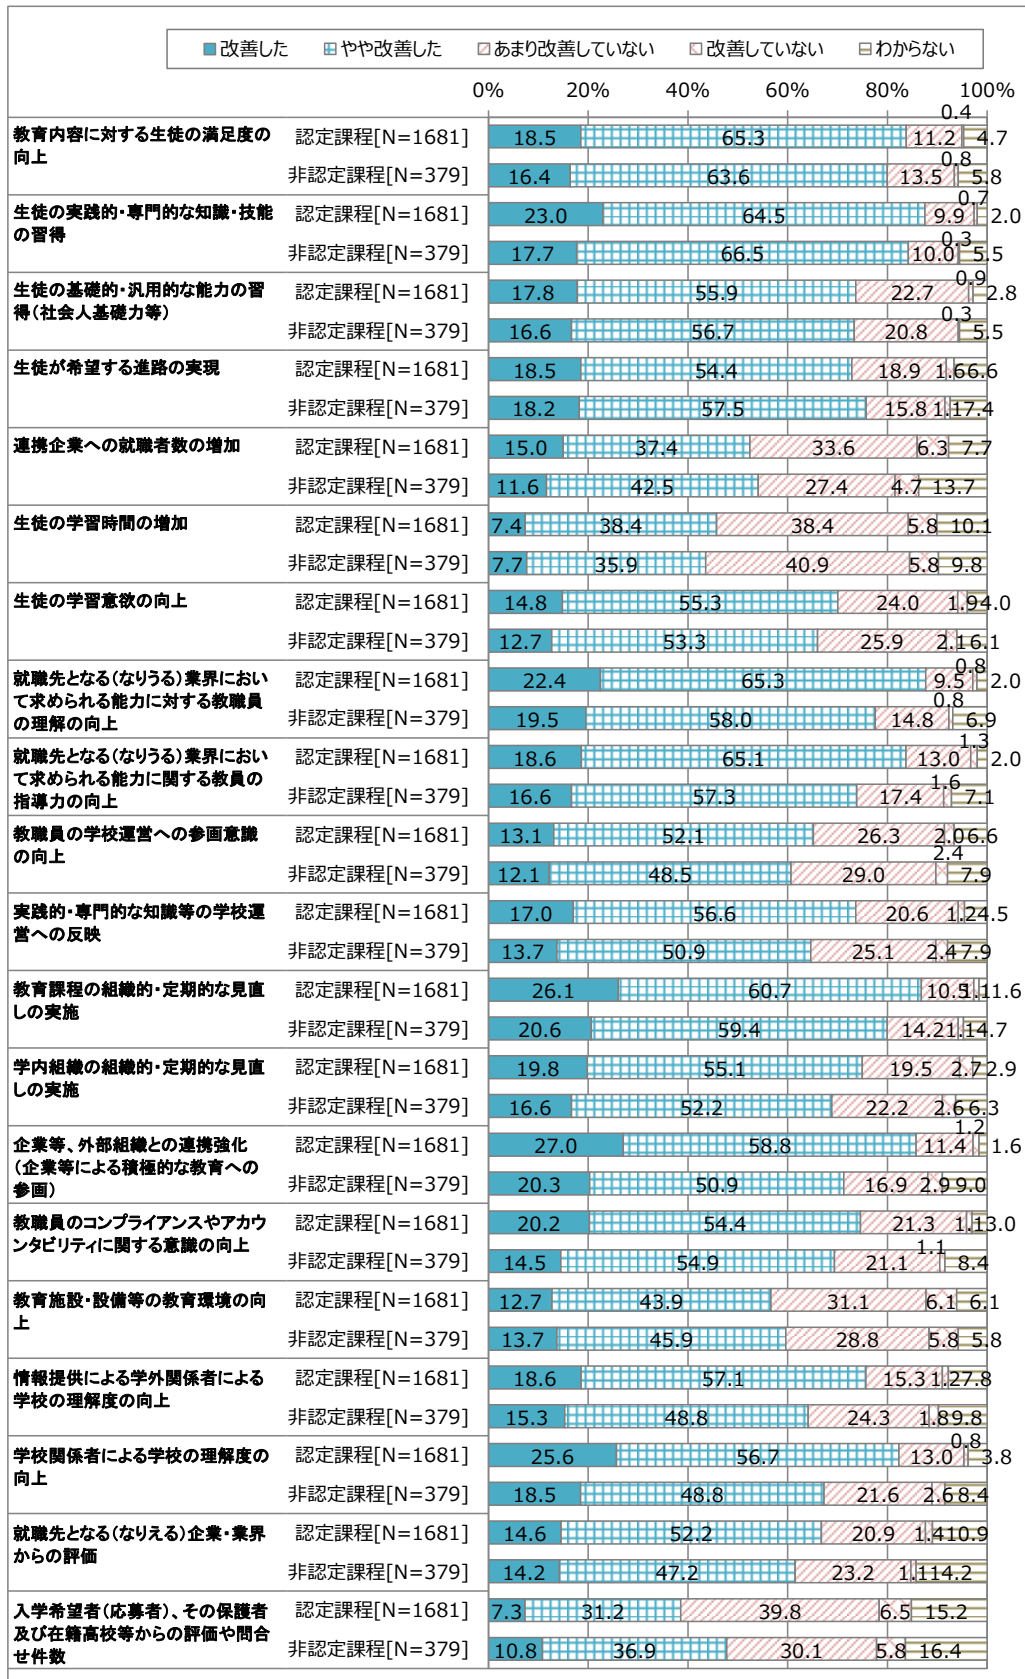 改善した やや改善した あまり改善していない 改善していない わからない
0% 20% 40% 60% 80% 100%
教育内容に対する生徒の満足度の
向上
認定課程[N=1681] 18.5 65.3 11.2 0.4 4.7
非認定課程[N=379] 16.4 63.6 13.5 0.8 5.8
生徒の実践的・専門的な知識・技能
の習得
認定課程[N=1681] 23.0 64.5 9.9 0.7 2.0
非認定課程[N=379] 17.7 66.5 10.0 0.3 5.5
生徒の基礎的・汎用的な能力の習
得（社会人基礎力等）
認定課程[N=1681] 17.8 55.9 22.7 0.9 2.8
非認定課程[N=379] 16.6 56.7 20.8 0.3 5.5
生徒が希望する進路の実現
認定課程[N=1681] 18.5 54.4 18.9 1.6 6.6
非認定課程[N=379] 18.2 57.5 15.8 1.1 7.4
連携企業への就職者数の増加
認定課程[N=1681] 15.0 37.4 33.6 6.3 7.7
非認定課程[N=379] 11.6 42.5 27.4 4.7 13.7
生徒の学習時間の増加
認定課程[N=1681] 7.4 38.4 38.4 5.8 10.1
非認定課程[N=379] 7.7 35.9 40.9 5.8 9.8
生徒の学習意欲の向上
認定課程[N=1681] 14.8 55.3 24.0 1.9 4.0
非認定課程[N=379] 12.7 53.3 25.9 2.1 6.1
就職先となる（なりうる）業界におい
て求められる能力に対する教職員
の理解の向上
認定課程[N=1681] 22.4 65.3 9.5 0.8 2.0
非認定課程[N=379] 19.5 58.0 14.8 0.8 6.9
就職先となる（なりうる）業界におい
て求められる能力に関する教員の
指導力の向上
認定課程[N=1681] 18.6 65.1 13.0 1.3 2.0
非認定課程[N=379] 16.6 57.3 17.4 1.6 7.1
教職員の学校運営への参画意識
の向上
認定課程[N=1681] 13.1 52.1 26.3 2.0 6.6
非認定課程[N=379] 12.1 48.5 29.0 2.4 7.9
実践的・専門的な知識等の学校運
営への反映
認定課程[N=1681] 17.0 56.6 20.6 1.2 4.5
非認定課程[N=379] 13.7 50.9 25.1 2.4 7.9
教育課程の組織的・定期的な見直
しの実施
認定課程[N=1681] 26.1 60.7 10.5 1.1 1.6
非認定課程[N=379] 20.6 59.4 14.2 1.1 4.7
学内組織の組織的・定期的な見直
しの実施
認定課程[N=1681] 19.8 55.1 19.5 2.7 2.9
非認定課程[N=379] 16.6 52.2 22.2 2.6 6.3
企業等、外部組織との連携強化
（企業等による積極的な教育への
参画）
認定課程[N=1681] 27.0 58.8 11.4 1.2 1.6
非認定課程[N=379] 20.3 50.9 16.9 2.9 9.0
教職員のコンプライアンスやアカウ
ンタビリティに関する意識の向上
認定課程[N=1681] 20.2 54.4 21.3 1.1 3.0
非認定課程[N=379] 14.5 54.9 21.1 1.1 8.4
教育施設・設備等の教育環境の向
上
認定課程[N=1681] 12.7 43.9 31.1 6.1 6.1
非認定課程[N=379] 13.7 45.9 28.8 5.8 5.8
情報提供による学外関係者による
学校の理解度の向上
認定課程[N=1681] 18.6 57.1 15.3 1.2 7.8
非認定課程[N=379] 15.3 48.8 24.3 1.8 9.8
学校関係者による学校の理解度の
向上
認定課程[N=1681] 25.6 56.7 13.0 0.8 3.8
非認定課程[N=379] 18.5 48.8 21.6 2.6 8.4
就職先となる（なりえる）企業・業界
からの評価
認定課程[N=1681] 14.6 52.2 20.9 1.4 10.9
非認定課程[N=379] 14.2 47.2 23.2 1.1 14.2
入学希望者（応募者）、その保護者
及び在籍高校等からの評価や問合
せ件数
認定課程[N=1681] 7.3 31.2 39.8 6.5 15.2
非認定課程[N=379] 10.8 36.9 30.1 5.8 16.4